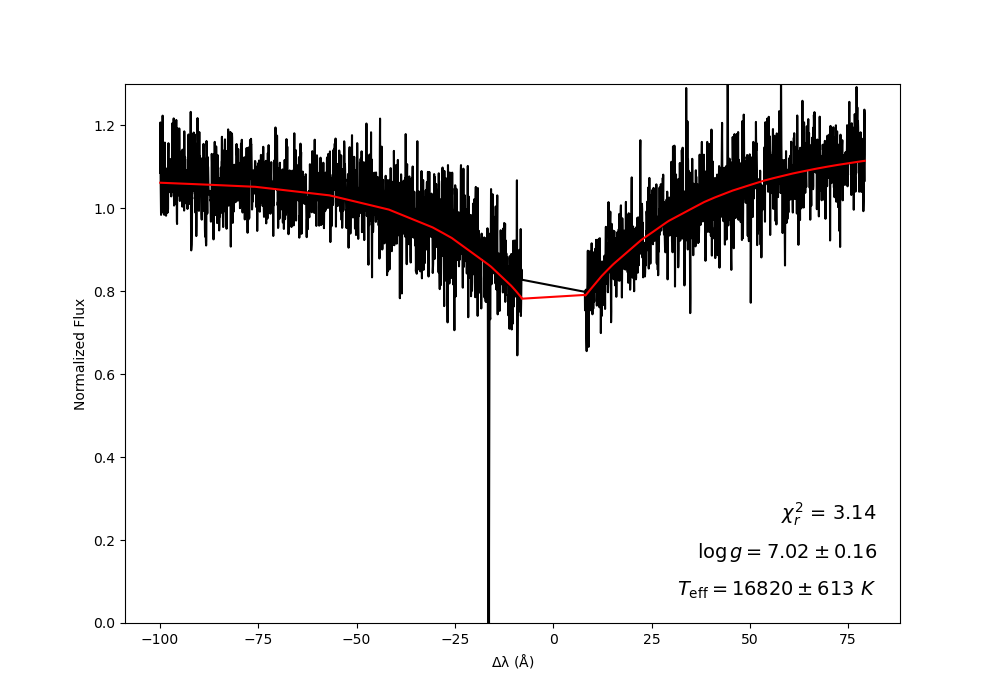 Normalized Flux
1.2
1.0
0.8
0.6
0.4
0.2
0.0
χ²ᵣ = 3.14
log g = 7.02 ± 0.16
T_eff = 16820 ± 613 K
−100 −75 −50 −25 0 25 50 75
Δλ (Å)